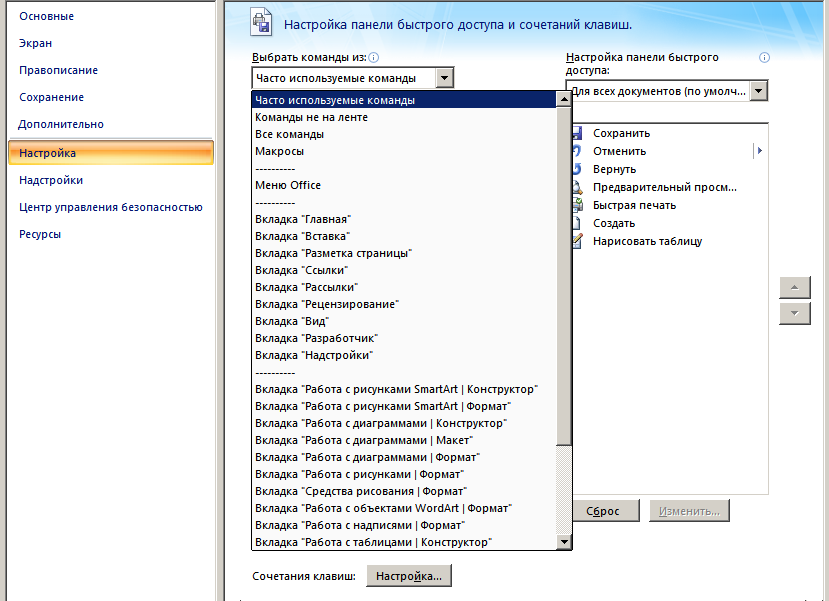 Основные
Экран
Правописание
Сохранение
Дополнительно
Настройка
Надстройки
Центр управления безопасностью
Ресурсы
Настройка панели быстрого доступа и сочетаний клавиш.
Выбрать команды из:
Часто используемые команды
Часто используемые команды
Команды не на ленте
Все команды
Макросы
----------
Меню Office
----------
Вкладка "Главная"
Вкладка "Вставка"
Вкладка "Разметка страницы"
Вкладка "Ссылки"
Вкладка "Рассылки"
Вкладка "Рецензирование"
Вкладка "Вид"
Вкладка "Разработчик"
Вкладка "Надстройки"
----------
Вкладка "Работа с рисунками SmartArt | Конструктор"
Вкладка "Работа с рисунками SmartArt | Формат"
Вкладка "Работа с диаграммами | Конструктор"
Вкладка "Работа с диаграммами | Макет"
Вкладка "Работа с диаграммами | Формат"
Вкладка "Работа с рисунками | Формат"
Вкладка "Средства рисования | Формат"
Вкладка "Работа с объектами WordArt | Формат"
Вкладка "Работа с надписями | Формат"
Вкладка "Работа с таблицами | Конструктор"
Сочетания клавиш:
Настройка...
Настройка панели быстрого
доступа:
Для всех документов (по умолч...
Сохранить
Отменить
Вернуть
Предварительный просм...
Быстрая печать
Создать
Нарисовать таблицу
Сброс
Изменить...